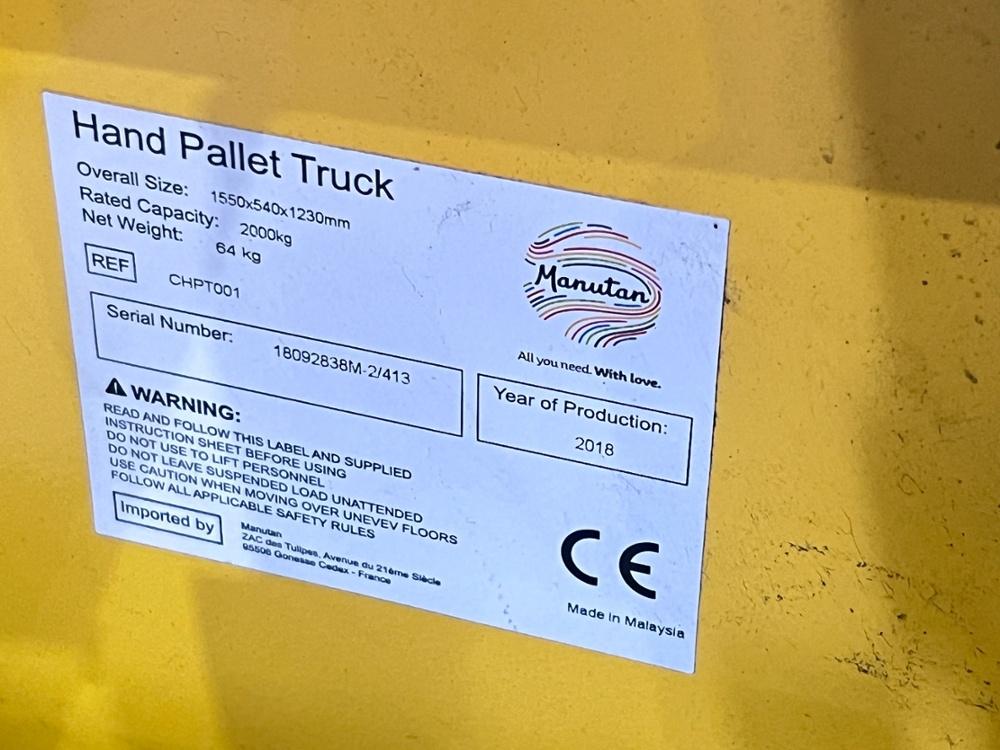 Hand Pallet Truck
Overall Size: 1550x540x1230mm
Rated Capacity: 2000kg
Net Weight: 64 kg
REF CHPT001
Serial Number: 18092838M-2/413
Manutan
All you need. With love.
Year of Production:
2018
WARNING:
READ AND FOLLOW THIS LABEL AND SUPPLIED
INSTRUCTION SHEET BEFORE USING
DO NOT USE TO LIFT PERSONNEL
DO NOT LEAVE SUSPENDED LOAD UNATTENDED
USE CAUTION WHEN MOVING OVER UNEVEV FLOORS
FOLLOW ALL APPLICABLE SAFETY RULES
Imported by
Manutan
ZAC des Tulipes, Avenue du 21ème Siècle
95506 Gonesse Cedex - France
CE
Made in Malaysia